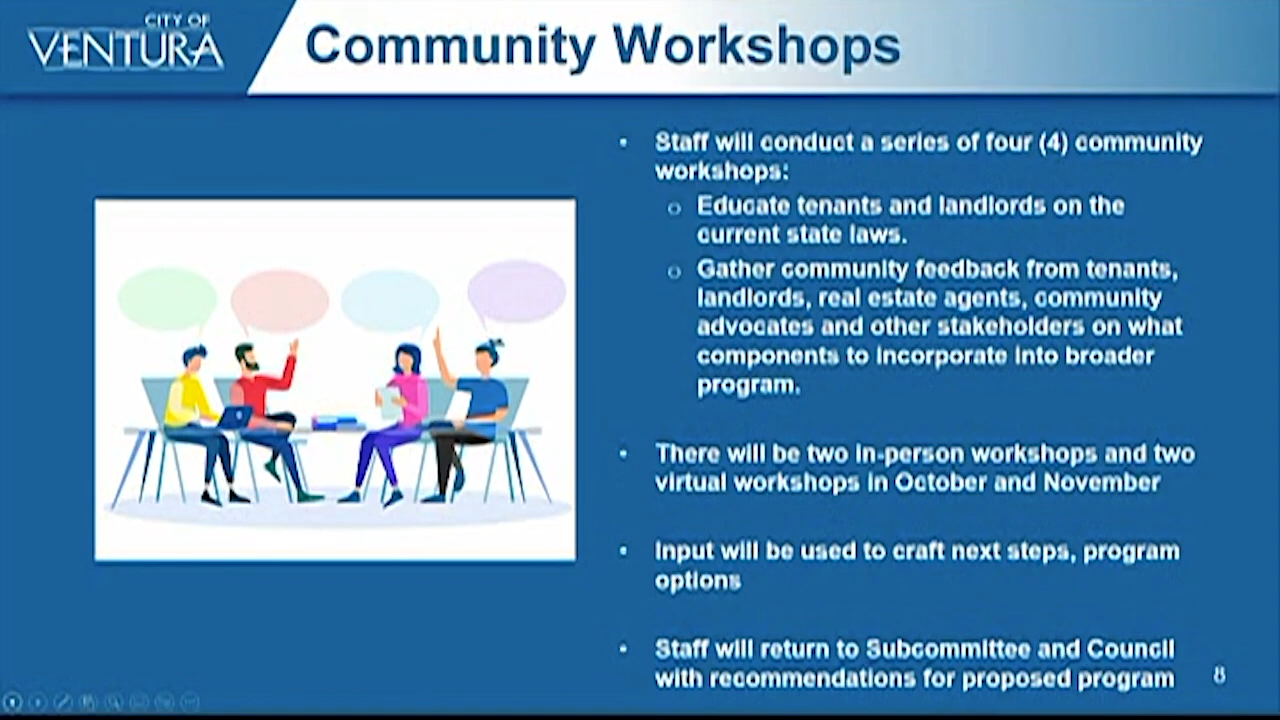 CITY OF
VENTURA
Community Workshops
• Staff will conduct a series of four (4) community
workshops:
o Educate tenants and landlords on the
current state laws.
o Gather community feedback from tenants,
landlords, real estate agents, community
advocates and other stakeholders on what
components to incorporate into broader
program.
• There will be two in-person workshops and two
virtual workshops in October and November
• Input will be used to craft next steps, program
options
• Staff will return to Subcommittee and Council
with recommendations for proposed program
8